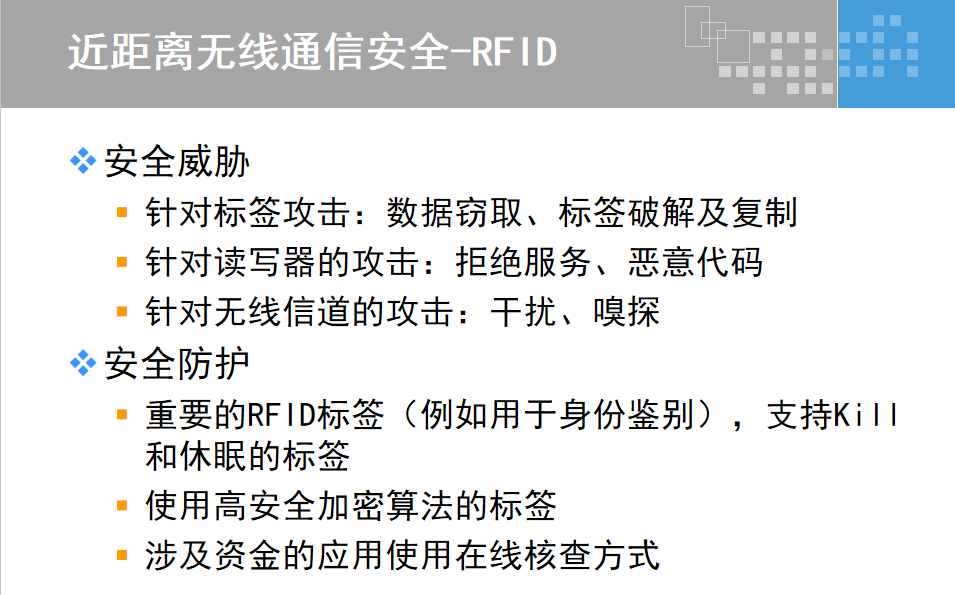 近距离无线通信安全-RFID
安全威胁
针对标签攻击：数据窃取、标签破解及复制
针对读写器的攻击：拒绝服务、恶意代码
针对无线信道的攻击：干扰、嗅探
安全防护
重要的RFID标签（例如用于身份鉴别），支持Kill
和休眠的标签
使用高安全加密算法的标签
涉及资金的应用使用在线核查方式